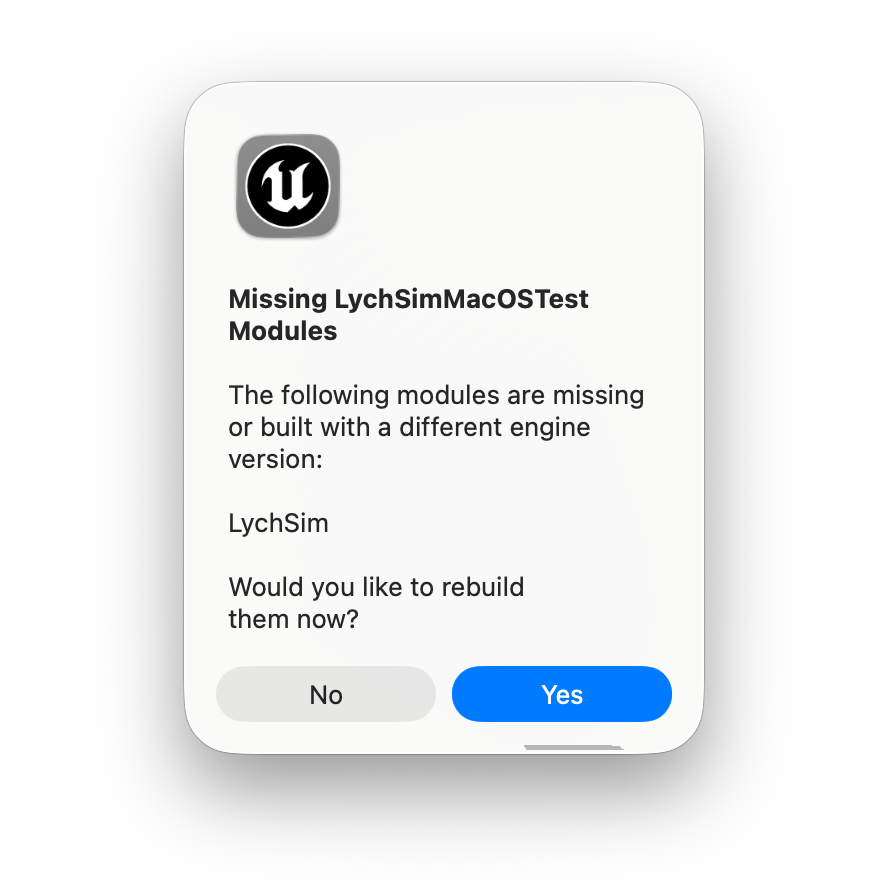 Missing LychSimMacOSTest
Modules
The following modules are missing
or built with a different engine
version:
LychSim
Would you like to rebuild
them now?
No
Yes